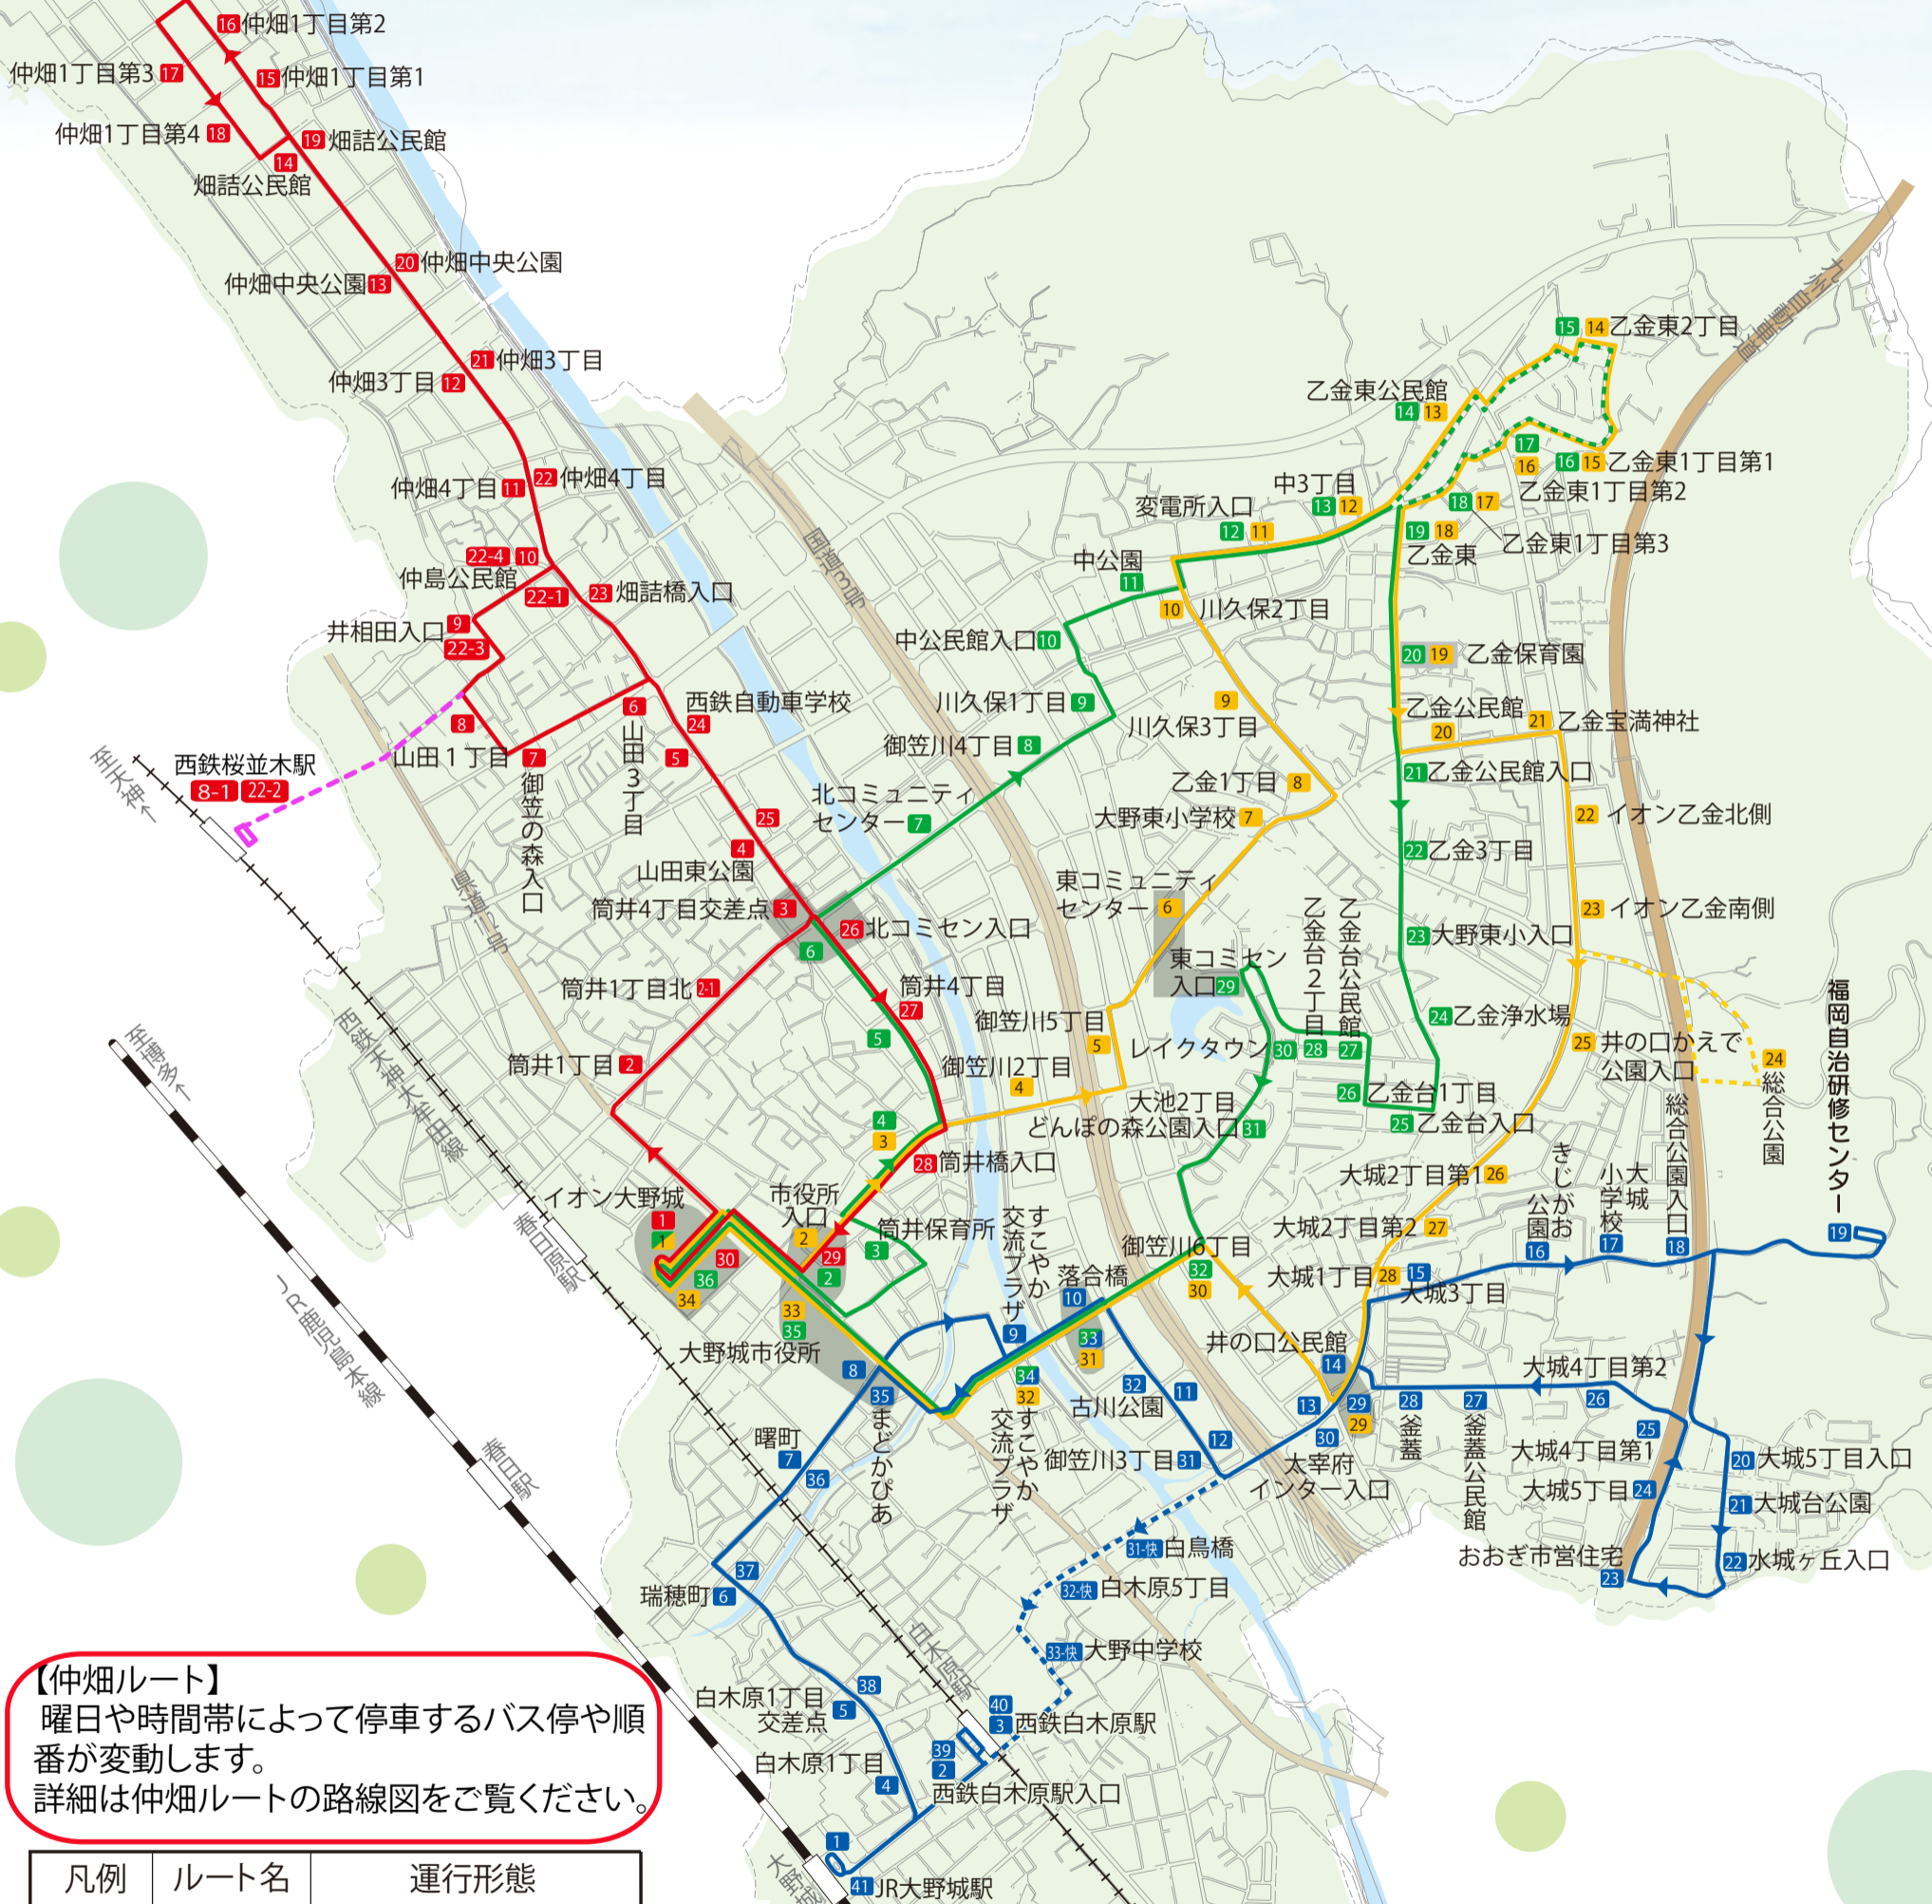 16 仲畑1丁目第2
仲畑1丁目第3 17
15 仲畑1丁目第1
仲畑1丁目第4 18
19 畑詰公民館
14
畑詰公民館
20 仲畑中央公園
仲畑中央公園 13
21 仲畑3丁目
仲畑3丁目 12
22 仲畑4丁目
仲畑4丁目 11
22-4 10
仲島公民館
22-1
23 畑詰橋入口
9
井相田入口
22-3
8
山田1丁目
7
御笠の森入口
6
山田3丁目
西鉄自動車学校
24
5
西鉄桜並木駅
8-1 22-2
至天神←
25
4
山田東公園
筒井4丁目交差点 3
26 北コミセン入口
6
北コミュニティ
センター 7
筒井1丁目北 2-1
筒井4丁目
27
5
筒井1丁目 2
県道112号
西鉄天神大牟田線
至博多←
JR鹿児島本線
春日原駅
春日駅
白木原駅
大野城
4
3
28 筒井橋入口
イオン大野城
1
1
30
36
34
市役所
入口
2
29
2
筒井保育所
3
33
35
大野城市役所
8
35
まどかぴあ
すこやか
交流プラザ
9
34
32
すこやか
交流プラザ
落合橋
10
33
31
御笠川6丁目
32
30
国道3号
九州自動車道
15 14 乙金東2丁目
乙金東公民館
14 13
17
16
16 15 乙金東1丁目第1
乙金東1丁目第2
18 17
乙金東1丁目第3
19 18
乙金東
中3丁目
13 12
変電所入口
12 11
中公園
11
10 川久保2丁目
中公民館入口 10
川久保1丁目 9
9
川久保3丁目
御笠川4丁目 8
乙金1丁目 8
大野東小学校 7
東コミュニティ
センター 6
東コミセン
入口 29
20 19 乙金保育園
乙金公民館
20
21 乙金宝満神社
21 乙金公民館入口
22 イオン乙金北側
22 乙金3丁目
23 イオン乙金南側
23 大野東小入口
24 乙金浄水場
乙金台2丁目
28
乙金台公民館
27
レイクタウン 30
26 乙金台1丁目
25 乙金台入口
御笠川5丁目
5
御笠川2丁目
4
大池2丁目
どんぽの森公園入口 31
25 井の口かえで
公園入口
24
総合公園
福岡自治研修センター
19
大城2丁目第1 26
大城2丁目第2 27
大城1丁目 28
15
大城3丁目
きじがお
公園
16
大城
小学校
17
総合公園入口
18
井の口公民館
14
29
29
13
30
太宰府
インター入口
28
釜蓋
27
釜蓋公民館
大城4丁目第2
26
25
大城4丁目第1
大城5丁目 24
20 大城5丁目入口
21 大城台公園
22 水城ヶ丘入口
おおぎ市営住宅
23
32
古川公園
11
12
御笠川3丁目 31
31-快 白鳥橋
32-快 白木原5丁目
33-快 大野中学校
曙町
7
36
37
瑞穂町 6
38
白木原1丁目
交差点
5
白木原1丁目
4
40
3 西鉄白木原駅
39
2
西鉄白木原駅入口
1
41 JR大野城駅
【仲畑ルート】
曜日や時間帯によって停車するバス停や順
番が変動します。
詳細は仲畑ルートの路線図をご覧ください。
凡例 ルート名 運行形態